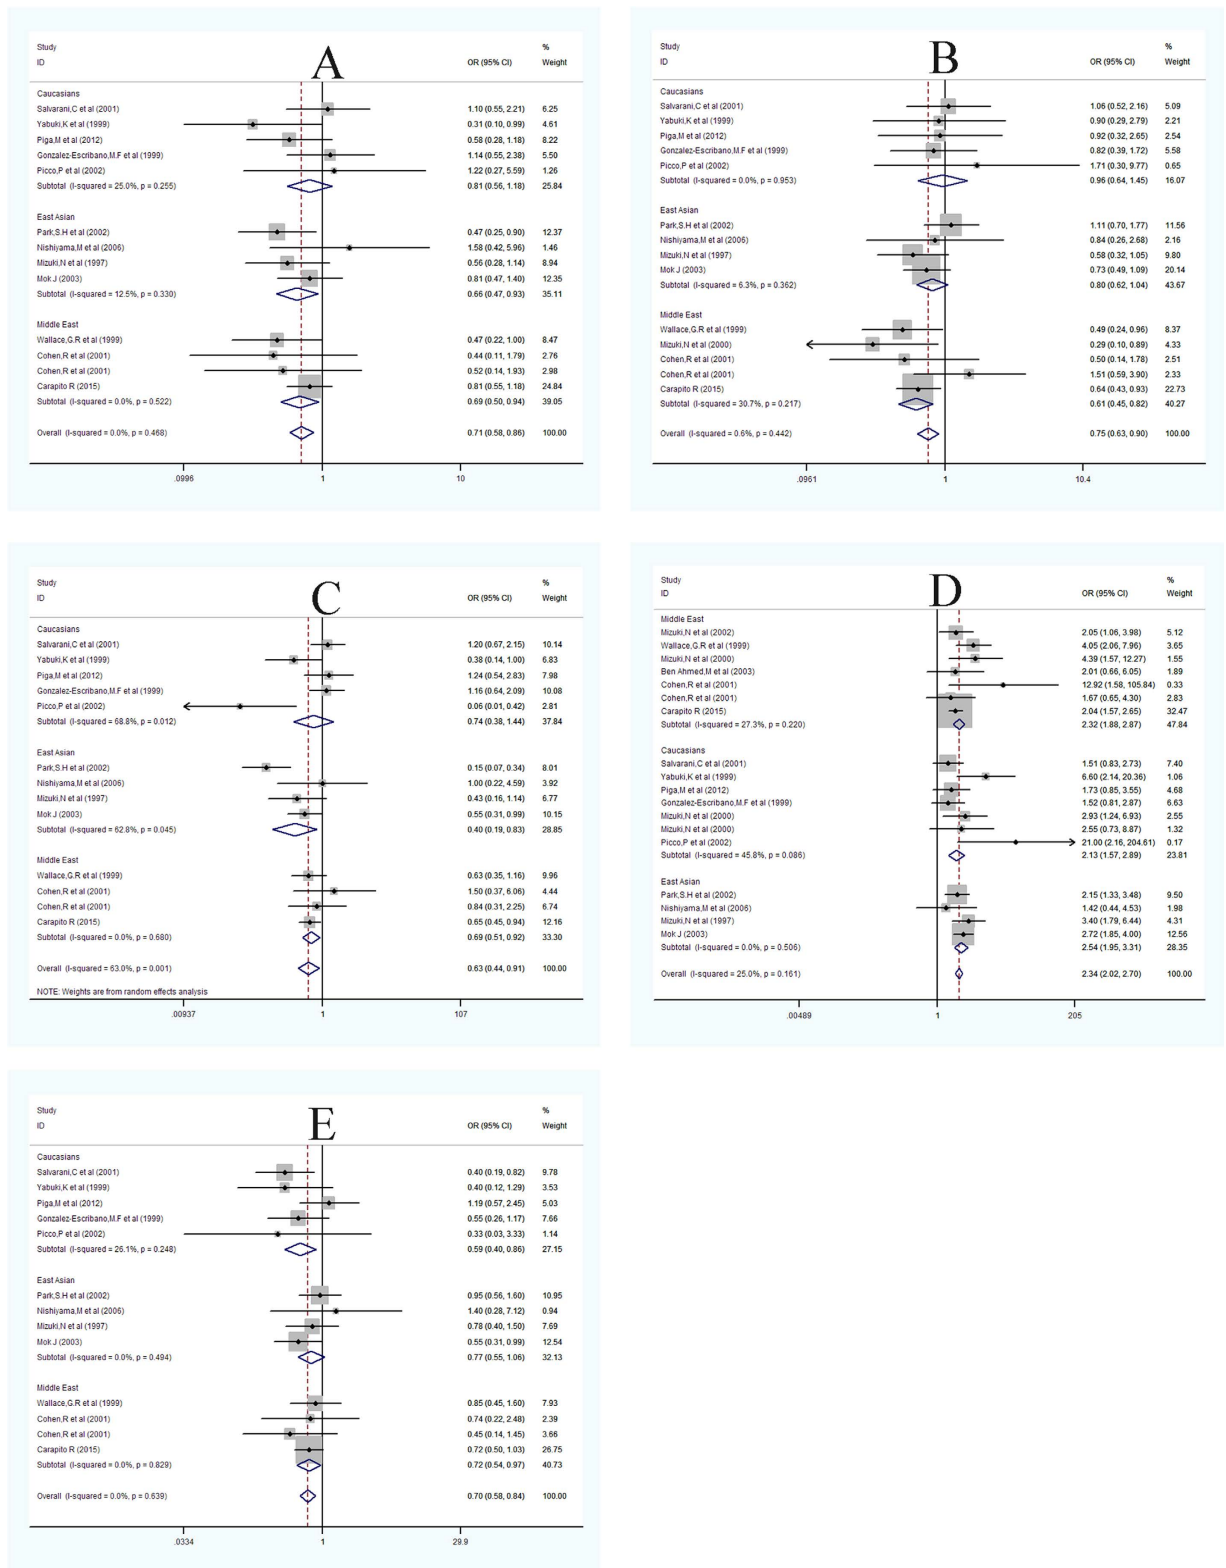 A
Study %
ID OR (95% CI) Weight
Caucasians
Salvarani,C et al (2001) 1.10 (0.55, 2.21) 6.25
Yabuki,K et al (1999) 0.31 (0.10, 0.99) 4.61
Piga,M et al (2012) 0.58 (0.28, 1.18) 8.22
Gonzalez-Escribano,M.F et al (1999) 1.14 (0.55, 2.38) 5.50
Picco,P et al (2002) 1.22 (0.27, 5.59) 1.26
Subtotal (I-squared = 25.0%, p = 0.255) 0.81 (0.56, 1.18) 25.84
East Asian
Park,S.H et al (2002) 0.47 (0.25, 0.90) 12.37
Nishiyama,M et al (2006) 1.58 (0.42, 5.96) 1.46
Mizuki,N et al (1997) 0.56 (0.28, 1.14) 8.94
Mok J (2003) 0.81 (0.47, 1.40) 12.35
Subtotal (I-squared = 12.5%, p = 0.330) 0.66 (0.47, 0.93) 35.11
Middle East
Wallace,G.R et al (1999) 0.47 (0.22, 1.00) 8.47
Cohen,R et al (2001) 0.44 (0.11, 1.79) 2.76
Cohen,R et al (2001) 0.52 (0.14, 1.93) 2.98
Carapito R (2015) 0.81 (0.55, 1.18) 24.84
Subtotal (I-squared = 0.0%, p = 0.522) 0.69 (0.50, 0.94) 39.05
Overall (I-squared = 0.0%, p = 0.468) 0.71 (0.58, 0.86) 100.00
.0996 1 10
B
Study %
ID OR (95% CI) Weight
Caucasians
Salvarani,C et al (2001) 1.06 (0.52, 2.16) 5.09
Yabuki,K et al (1999) 0.90 (0.29, 2.79) 2.21
Piga,M et al (2012) 0.92 (0.32, 2.65) 2.54
Gonzalez-Escribano,M.F et al (1999) 0.82 (0.39, 1.72) 5.58
Picco,P et al (2002) 1.71 (0.30, 9.77) 0.65
Subtotal (I-squared = 0.0%, p = 0.953) 0.96 (0.64, 1.45) 16.07
East Asian
Park,S.H et al (2002) 1.11 (0.70, 1.77) 11.56
Nishiyama,M et al (2006) 0.84 (0.26, 2.68) 2.16
Mizuki,N et al (1997) 0.58 (0.32, 1.05) 9.80
Mok J (2003) 0.73 (0.49, 1.09) 20.14
Subtotal (I-squared = 6.3%, p = 0.362) 0.80 (0.62, 1.04) 43.67
Middle East
Wallace,G.R et al (1999) 0.49 (0.24, 0.96) 8.37
Mizuki,N et al (2000) 0.29 (0.10, 0.89) 4.33
Cohen,R et al (2001) 0.50 (0.14, 1.78) 2.51
Cohen,R et al (2001) 1.51 (0.59, 3.90) 2.33
Carapito R (2015) 0.64 (0.43, 0.93) 22.73
Subtotal (I-squared = 30.7%, p = 0.217) 0.61 (0.45, 0.82) 40.27
Overall (I-squared = 0.6%, p = 0.442) 0.75 (0.63, 0.90) 100.00
.0961 1 10.4
C
Study %
ID OR (95% CI) Weight
Caucasians
Salvarani,C et al (2001) 1.20 (0.67, 2.15) 10.14
Yabuki,K et al (1999) 0.38 (0.14, 1.00) 6.83
Piga,M et al (2012) 1.24 (0.54, 2.83) 7.98
Gonzalez-Escribano,M.F et al (1999) 1.16 (0.64, 2.09) 10.08
Picco,P et al (2002) 0.06 (0.01, 0.42) 2.81
Subtotal (I-squared = 68.8%, p = 0.012) 0.74 (0.38, 1.44) 37.84
East Asian
Park,S.H et al (2002) 0.15 (0.07, 0.34) 8.01
Nishiyama,M et al (2006) 1.00 (0.22, 4.59) 3.92
Mizuki,N et al (1997) 0.43 (0.16, 1.14) 6.77
Mok J (2003) 0.55 (0.31, 0.99) 10.15
Subtotal (I-squared = 62.8%, p = 0.045) 0.40 (0.19, 0.83) 28.85
Middle East
Wallace,G.R et al (1999) 0.63 (0.35, 1.16) 9.96
Cohen,R et al (2001) 1.50 (0.37, 6.06) 4.44
Cohen,R et al (2001) 0.84 (0.31, 2.25) 6.74
Carapito R (2015) 0.65 (0.45, 0.94) 12.16
Subtotal (I-squared = 0.0%, p = 0.680) 0.69 (0.51, 0.92) 33.30
Overall (I-squared = 63.0%, p = 0.001) 0.63 (0.44, 0.91) 100.00
NOTE: Weights are from random effects analysis
.00937 1 107
D
Study %
ID OR (95% CI) Weight
Middle East
Mizuki,N et al (2002) 2.05 (1.06, 3.98) 5.12
Wallace,G.R et al (1999) 4.05 (2.06, 7.96) 3.65
Mizuki,N et al (2000) 4.39 (1.57, 12.27) 1.55
Ben Ahmed,M et al (2003) 2.01 (0.66, 6.05) 1.89
Cohen,R et al (2001) 12.92 (1.58, 105.84) 0.33
Cohen,R et al (2001) 1.67 (0.65, 4.30) 2.83
Carapito R (2015) 2.04 (1.57, 2.65) 32.47
Subtotal (I-squared = 27.3%, p = 0.220) 2.32 (1.88, 2.87) 47.84
Caucasians
Salvarani,C et al (2001) 1.51 (0.83, 2.73) 7.40
Yabuki,K et al (1999) 6.60 (2.14, 20.36) 1.06
Piga,M et al (2012) 1.73 (0.85, 3.55) 4.68
Gonzalez-Escribano,M.F et al (1999) 1.52 (0.81, 2.87) 6.63
Mizuki,N et al (2000) 2.93 (1.24, 6.93) 2.55
Mizuki,N et al (2000) 2.55 (0.73, 8.87) 1.32
Picco,P et al (2002) 21.00 (2.16, 204.61) 0.17
Subtotal (I-squared = 45.8%, p = 0.086) 2.13 (1.57, 2.89) 23.81
East Asian
Park,S.H et al (2002) 2.15 (1.33, 3.48) 9.50
Nishiyama,M et al (2006) 1.42 (0.44, 4.53) 1.98
Mizuki,N et al (1997) 3.40 (1.79, 6.44) 4.31
Mok J (2003) 2.72 (1.85, 4.00) 12.56
Subtotal (I-squared = 0.0%, p = 0.506) 2.54 (1.95, 3.31) 28.35
Overall (I-squared = 25.0%, p = 0.161) 2.34 (2.02, 2.70) 100.00
.00489 1 205
E
Study %
ID OR (95% CI) Weight
Caucasians
Salvarani,C et al (2001) 0.40 (0.19, 0.82) 9.78
Yabuki,K et al (1999) 0.40 (0.12, 1.29) 3.53
Piga,M et al (2012) 1.19 (0.57, 2.45) 5.03
Gonzalez-Escribano,M.F et al (1999) 0.55 (0.26, 1.17) 7.66
Picco,P et al (2002) 0.33 (0.03, 3.33) 1.14
Subtotal (I-squared = 26.1%, p = 0.248) 0.59 (0.40, 0.86) 27.15
East Asian
Park,S.H et al (2002) 0.95 (0.56, 1.60) 10.95
Nishiyama,M et al (2006) 1.40 (0.28, 7.12) 0.94
Mizuki,N et al (1997) 0.78 (0.40, 1.50) 7.69
Mok J (2003) 0.55 (0.31, 0.99) 12.54
Subtotal (I-squared = 0.0%, p = 0.494) 0.77 (0.55, 1.06) 32.13
Middle East
Wallace,G.R et al (1999) 0.85 (0.45, 1.60) 7.93
Cohen,R et al (2001) 0.74 (0.22, 2.48) 2.39
Cohen,R et al (2001) 0.45 (0.14, 1.45) 3.66
Carapito R (2015) 0.72 (0.50, 1.03) 26.75
Subtotal (I-squared = 0.0%, p = 0.829) 0.72 (0.54, 0.97) 40.73
Overall (I-squared = 0.0%, p = 0.639) 0.70 (0.58, 0.84) 100.00
.0334 1 29.9